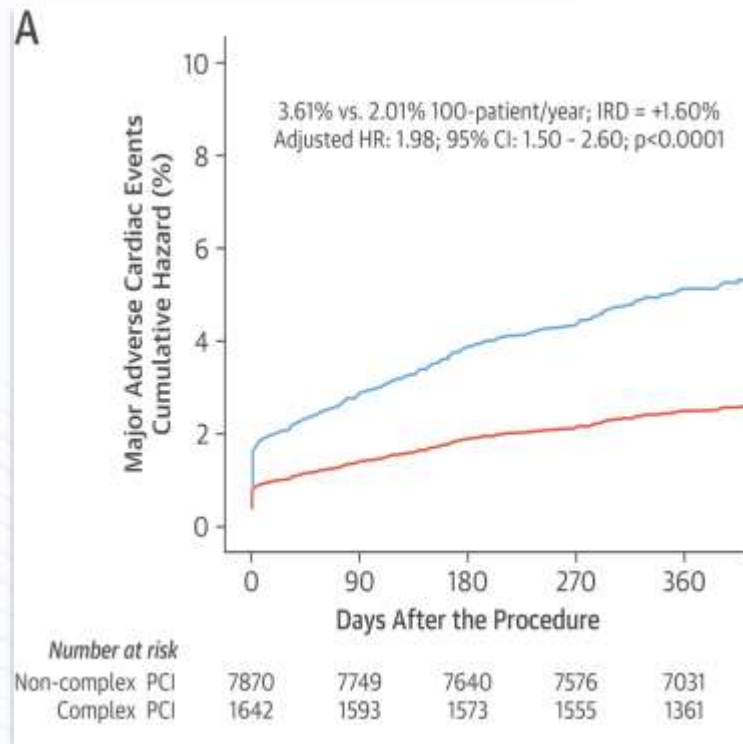 A
10
3.61% vs. 2.01% 100-patient/year; IRD = +1.60%
Adjusted HR: 1.98; 95% CI: 1.50 - 2.60; p<0.0001
8
6
4
2
0
Major Adverse Cardiac Events
Cumulative Hazard (%)
0 90 180 270 360
Days After the Procedure
Number at risk
Non-complex PCI 7870 7749 7640 7576 7031
Complex PCI 1642 1593 1573 1555 1361